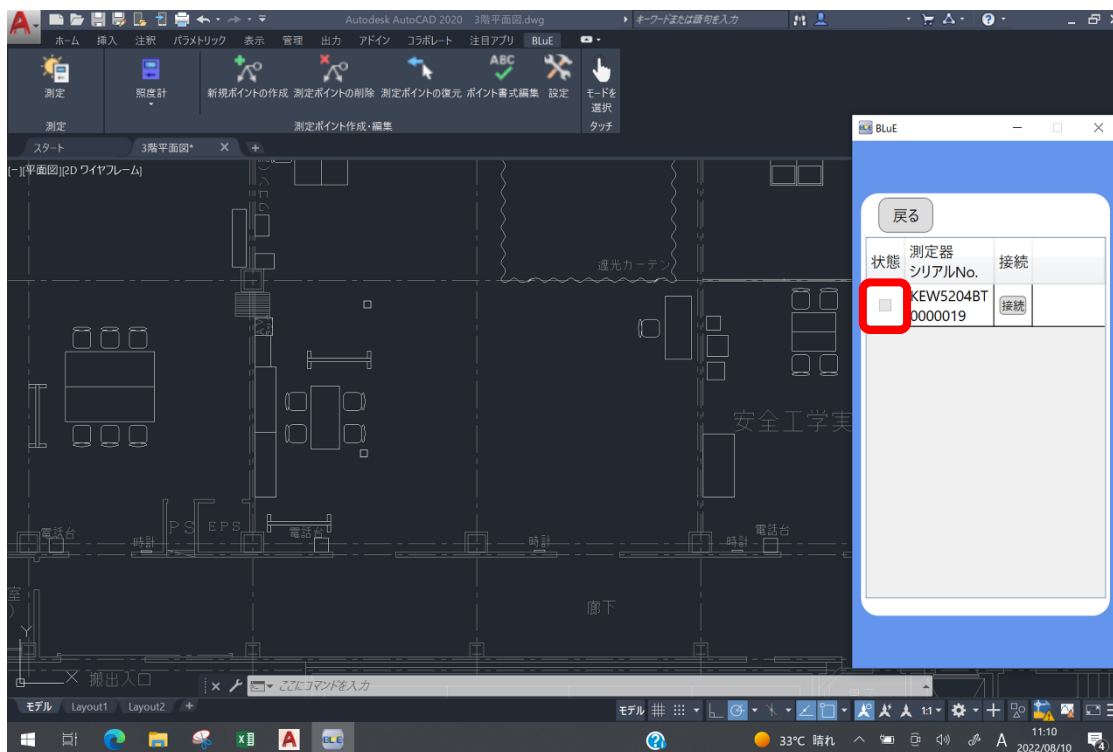 Autodesk AutoCAD 2020 3階平面図.dwg
キーワードまたは語句を入力
ホーム 挿入 注釈 パラメトリック 表示 管理 出力 アドイン コラボレート 注目アプリ BLuE
ABC
測定 照度計 新規ポイントの作成 測定ポイントの削除 測定ポイントの復元 ポイント書式編集 設定 モードを
選択
測定 測定ポイント作成・編集 タッチ
スタート 3階平面図* × +
[-][平面図][2D ワイヤフレーム]
BLuE
戻る
状態 測定器
シリアルNo. 接続
KEW5204BT
0000019 接続
遮光カーテン
安全工学実
PS EPS
電話台 時計 電話台 時計 時計 電話台
室
廊下
Y
X 搬出入口
ここにコマンドを入力
モデル Layout1 Layout2 +
モデル 1:1
33°C 晴れ
A
11:10
2022/08/10
4